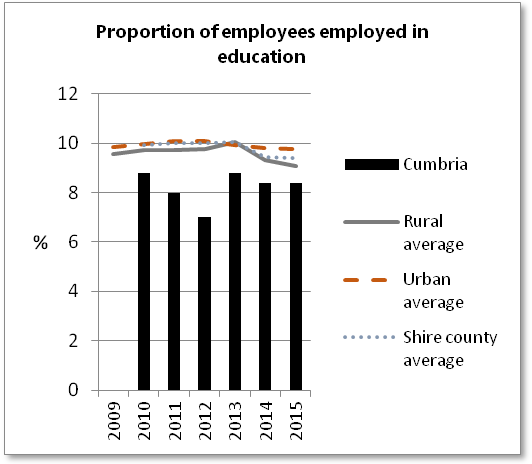 Proportion of employees employed in
education
12
10
8
6
4
2
0
%
2009
2010
2011
2012
2013
2014
2015
Cumbria
Rural
average
Urban
average
Shire county
average